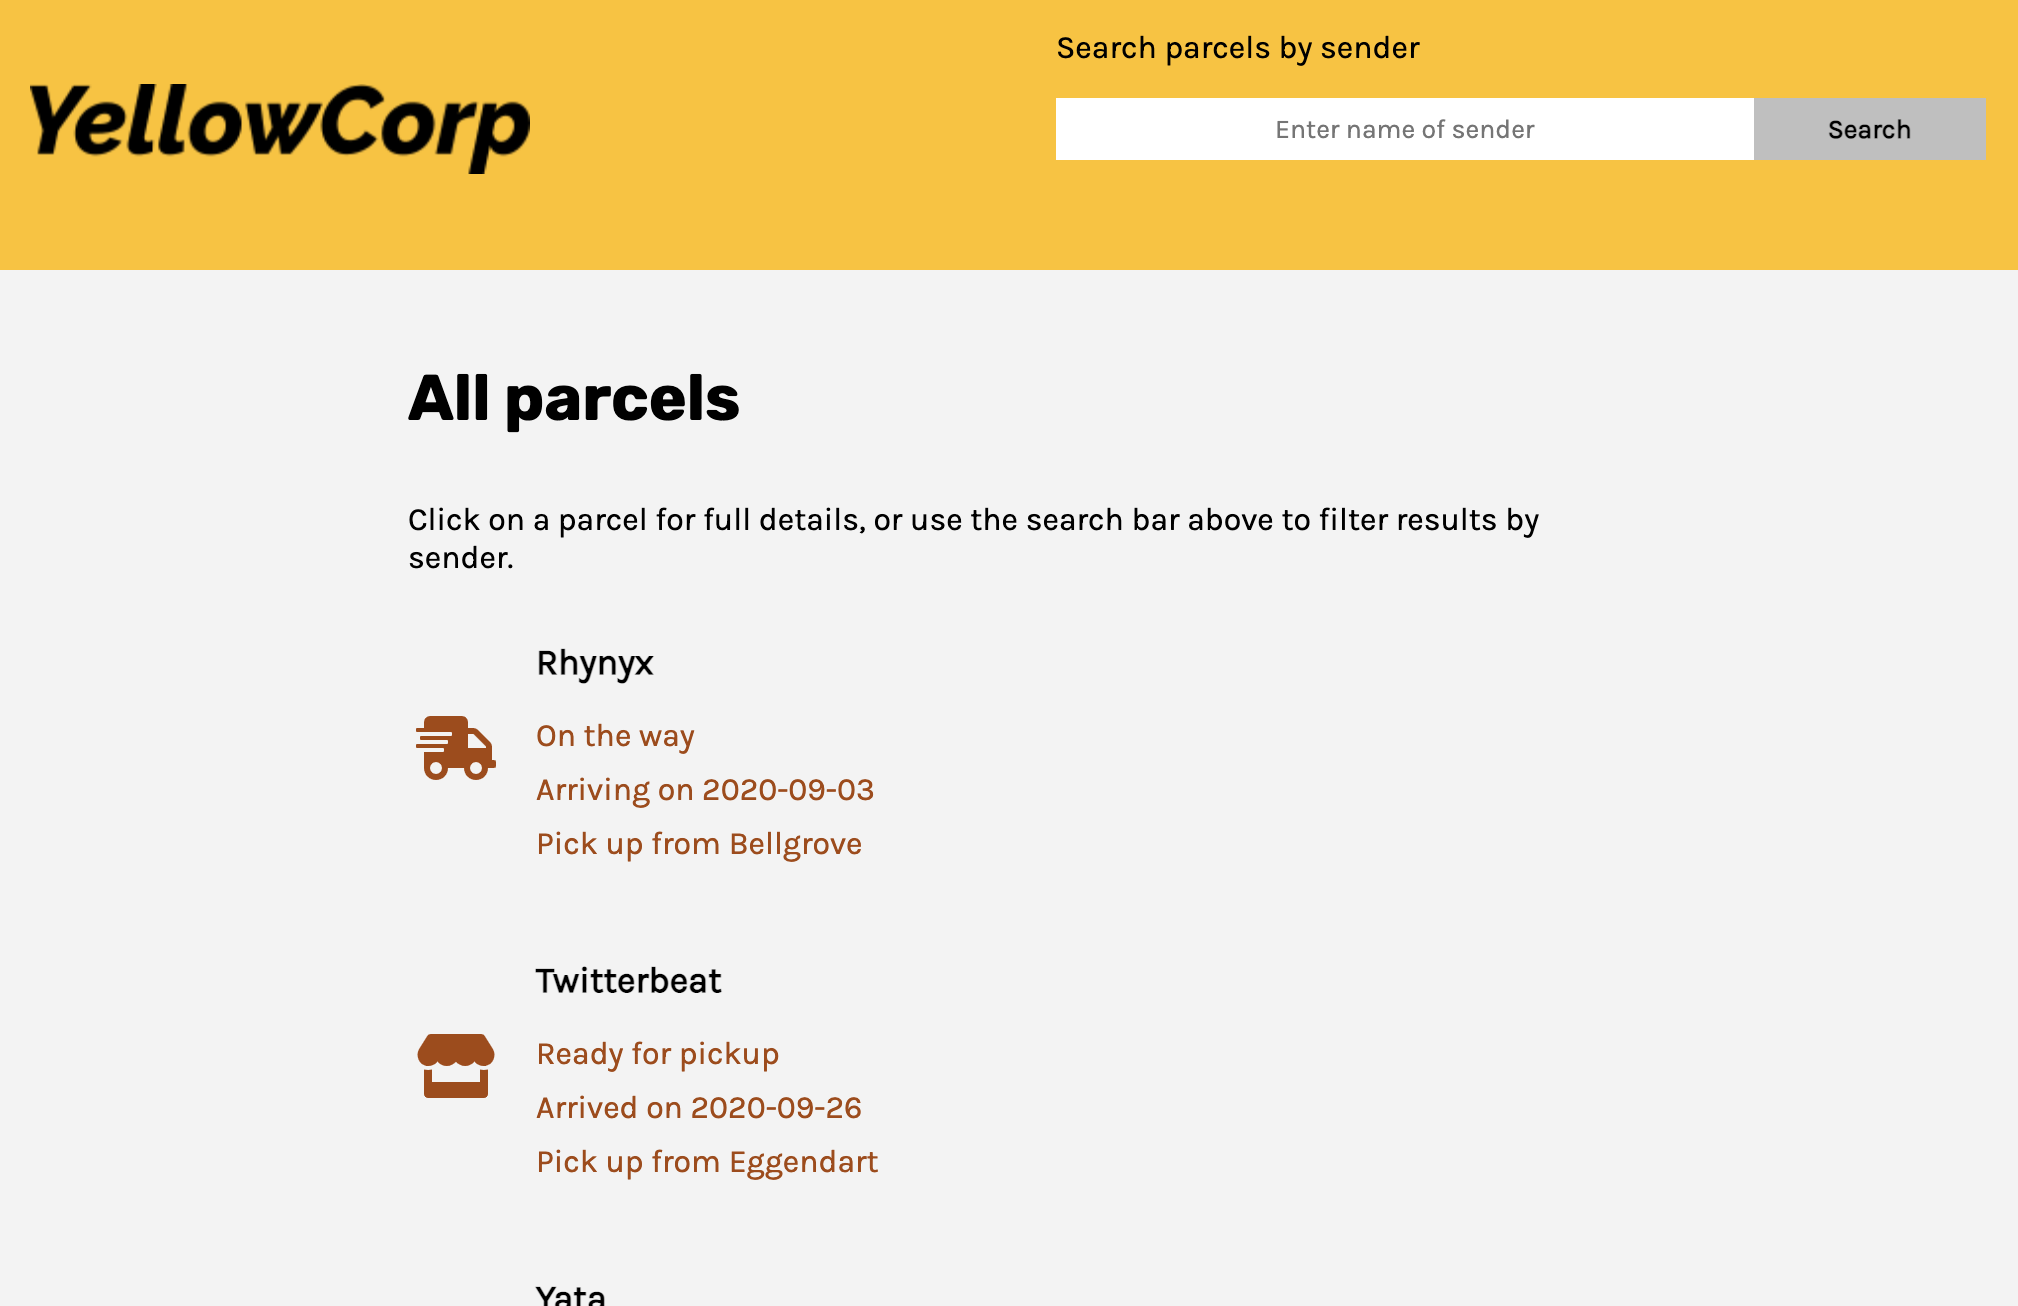 YellowCorp
Search parcels by sender
Enter name of sender
Search
All parcels
Click on a parcel for full details, or use the search bar above to filter results by
sender.
Rhynyx
On the way
Arriving on 2020-09-03
Pick up from Bellgrove
Twitterbeat
Ready for pickup
Arrived on 2020-09-26
Pick up from Eggendart
Yata